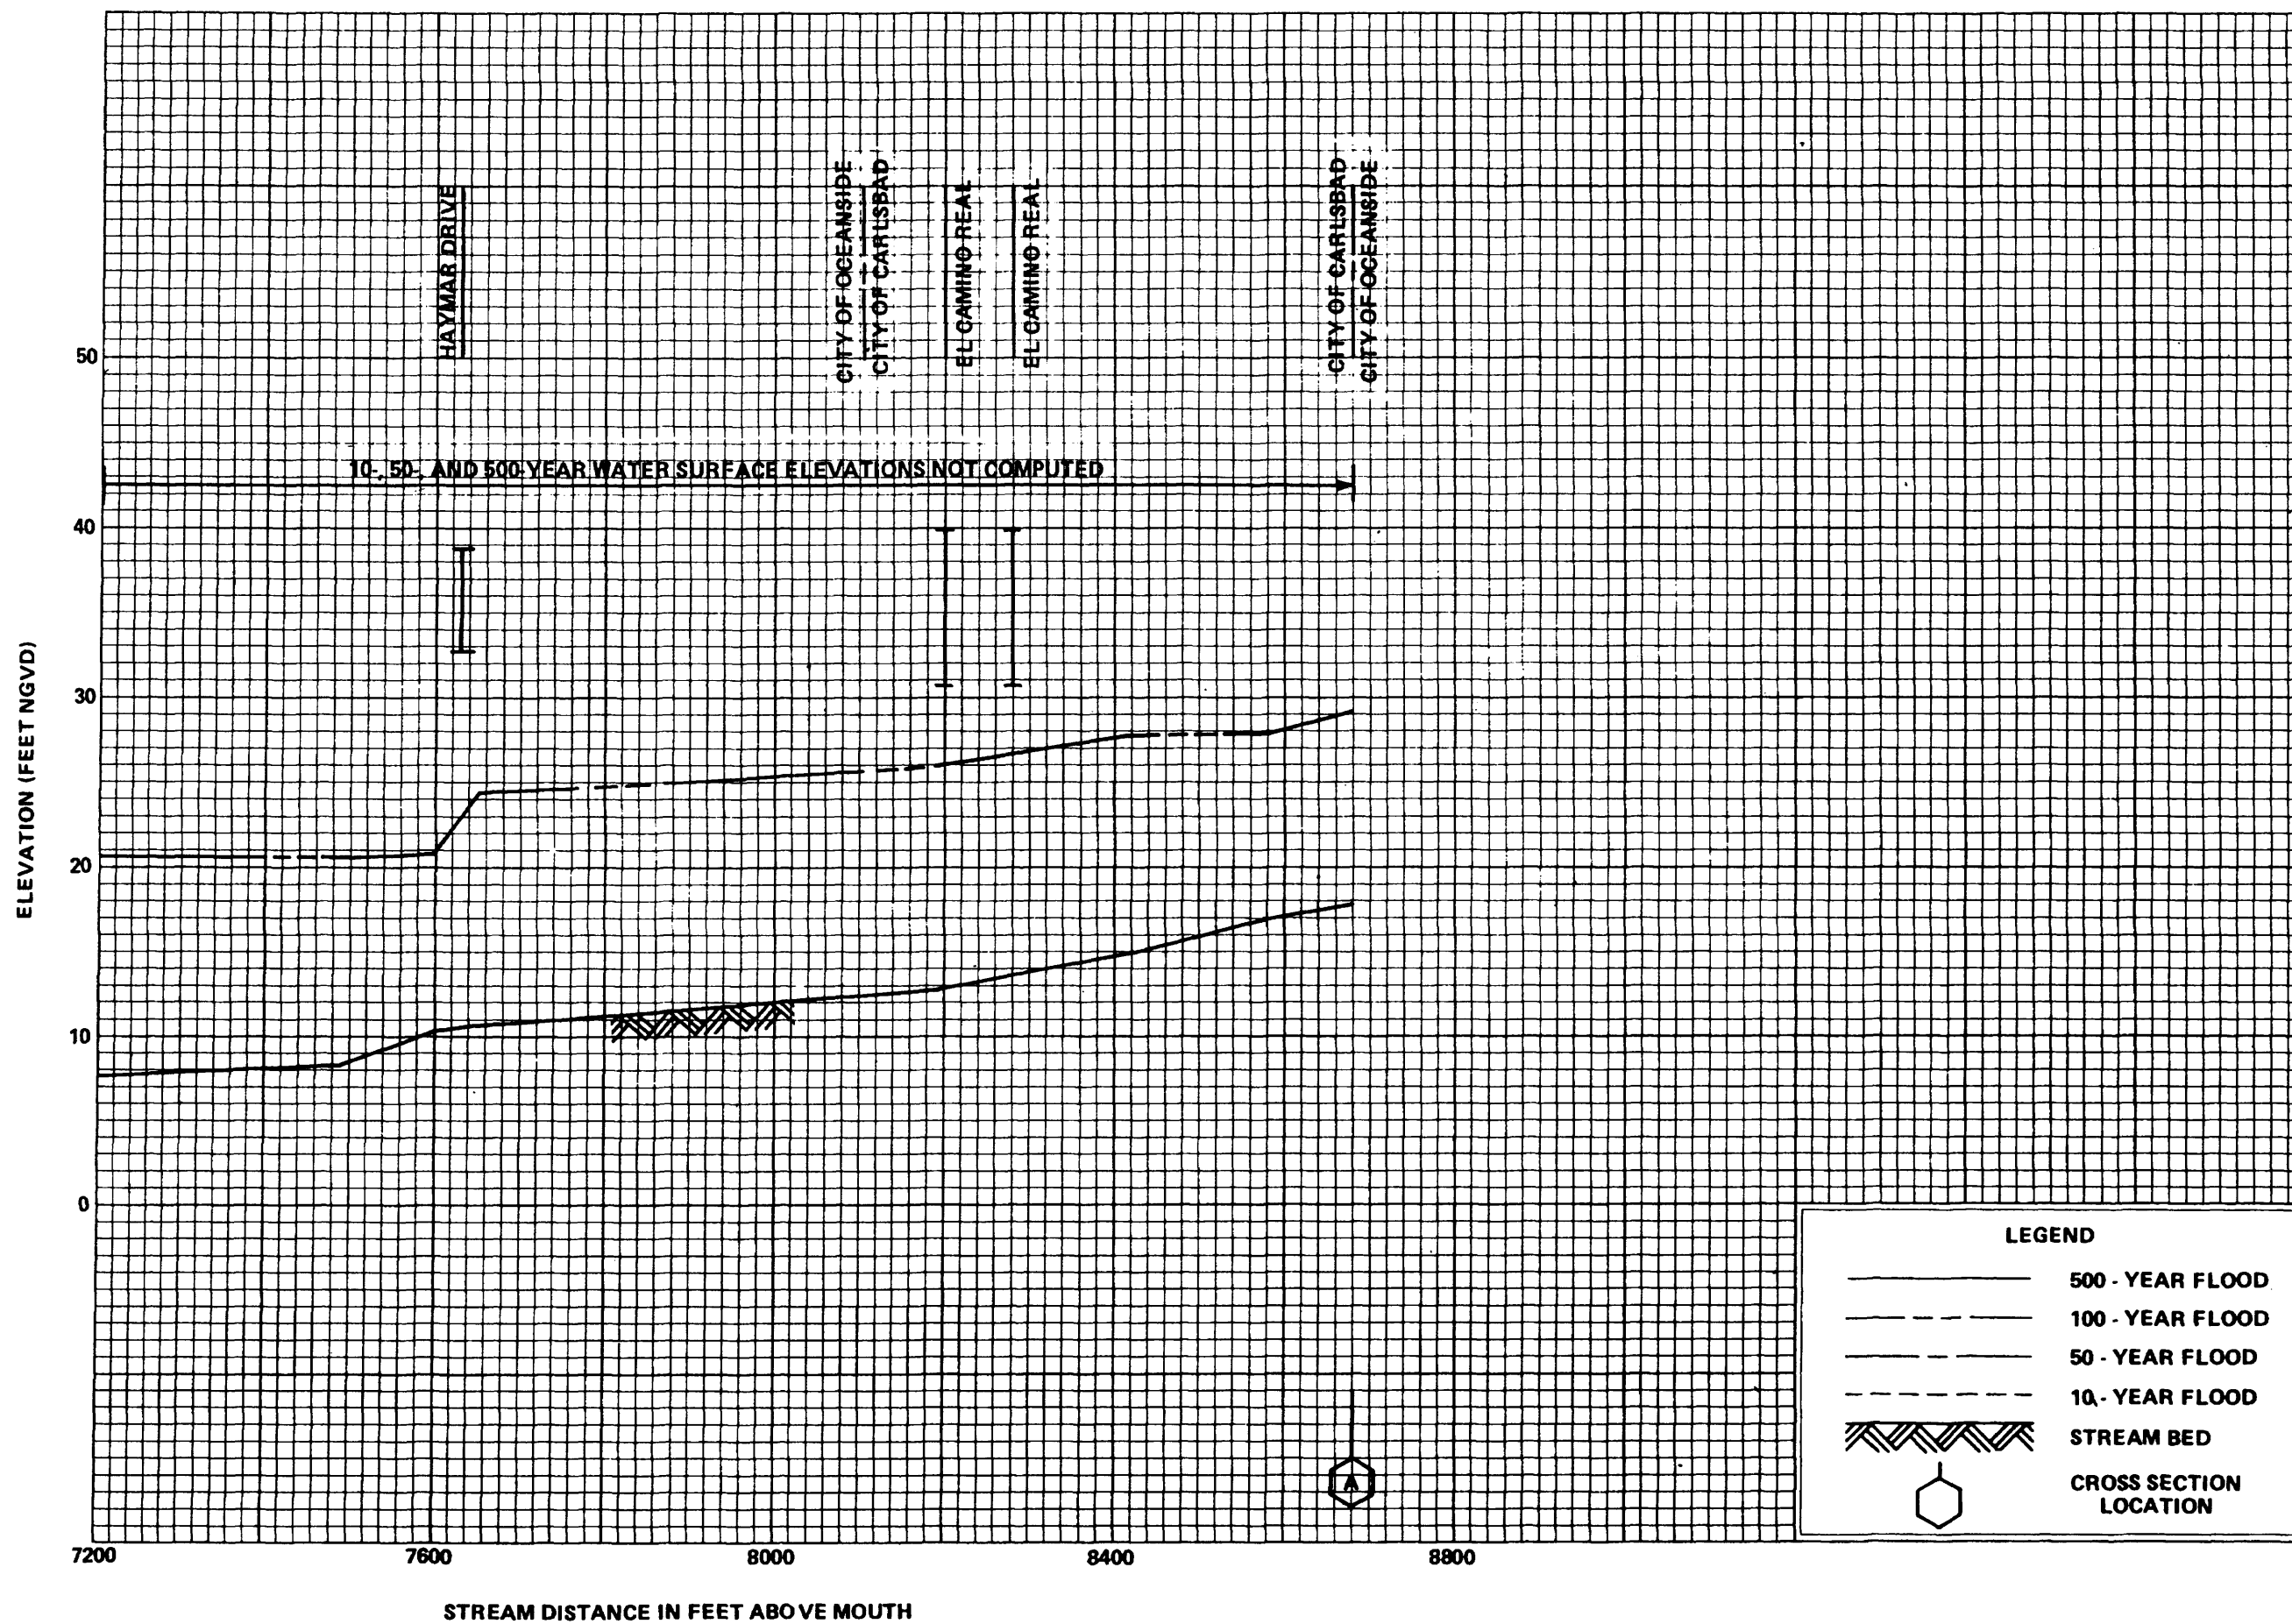 HAYMAR DRIVE
CITY OF OCEANSIDE
CITY OF CARLSBAD
EL CAMINO REAL
EL CAMINO REAL
CITY OF CARLSBAD
CITY OF OCEANSIDE
50
10-, 50-, AND 500-YEAR WATER SURFACE ELEVATIONS NOT COMPUTED
40
30
20
10
0
ELEVATION (FEET NGVD)
A
7200
7600
8000
8400
8800
STREAM DISTANCE IN FEET ABOVE MOUTH
LEGEND
500 - YEAR FLOOD
100 - YEAR FLOOD
50 - YEAR FLOOD
10 - YEAR FLOOD
STREAM BED
CROSS SECTION
LOCATION